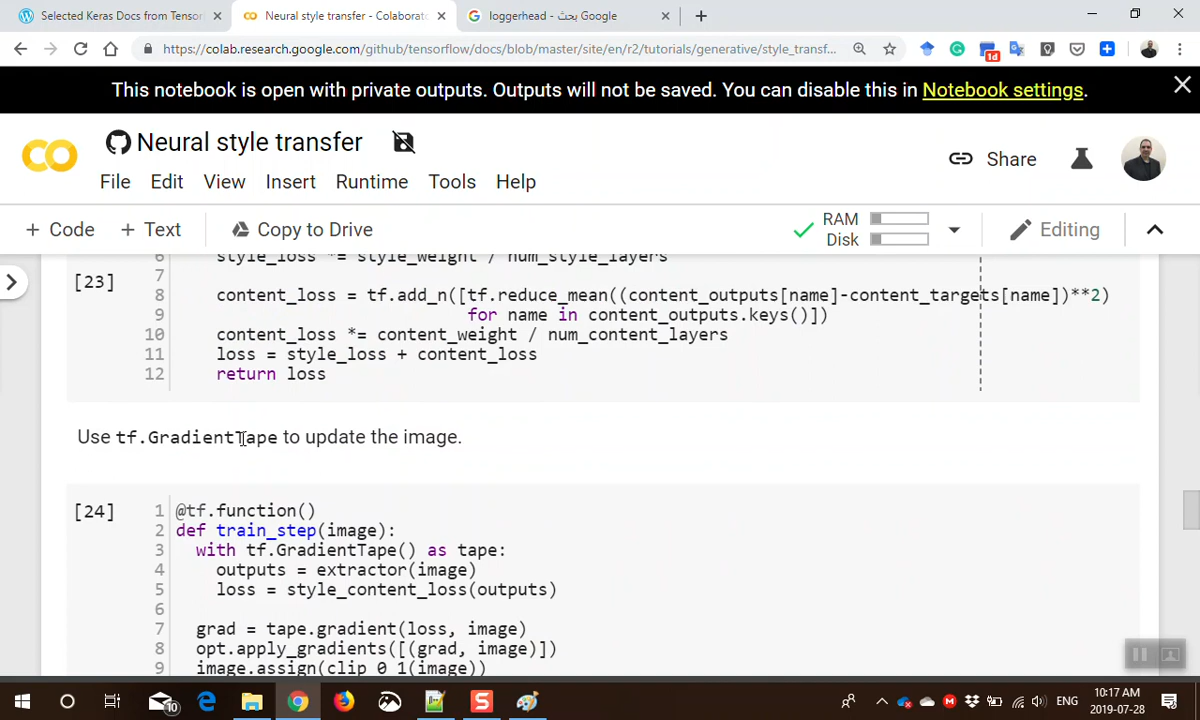 Selected Keras Docs from Tensor
Neural style transfer - Colaborato
loggerhead - بحث Google
https://colab.research.google.com/github/tensorflow/docs/blob/master/site/en/r2/tutorials/generative/style_transf...
1d
This notebook is open with private outputs. Outputs will not be saved. You can disable this in Notebook settings.
Neural style transfer
Share
File Edit View Insert Runtime Tools Help
+ Code + Text Copy to Drive
RAM
Disk
Editing
6 style_loss *= style_weight / num_style_layers
[23]
7
8 content_loss = tf.add_n([tf.reduce_mean((content_outputs[name]-content_targets[name])**2)
9 for name in content_outputs.keys()])
10 content_loss *= content_weight / num_content_layers
11 loss = style_loss + content_loss
12 return loss
Use tf.GradientTape to update the image.
[24]
1 @tf.function()
2 def train_step(image):
3 with tf.GradientTape() as tape:
4 outputs = extractor(image)
5 loss = style_content_loss(outputs)
6
7 grad = tape.gradient(loss, image)
8 opt.apply_gradients([(grad, image)])
9 image.assign(clip_0_1(image))
10
ENG
10:17 AM
2019-07-28